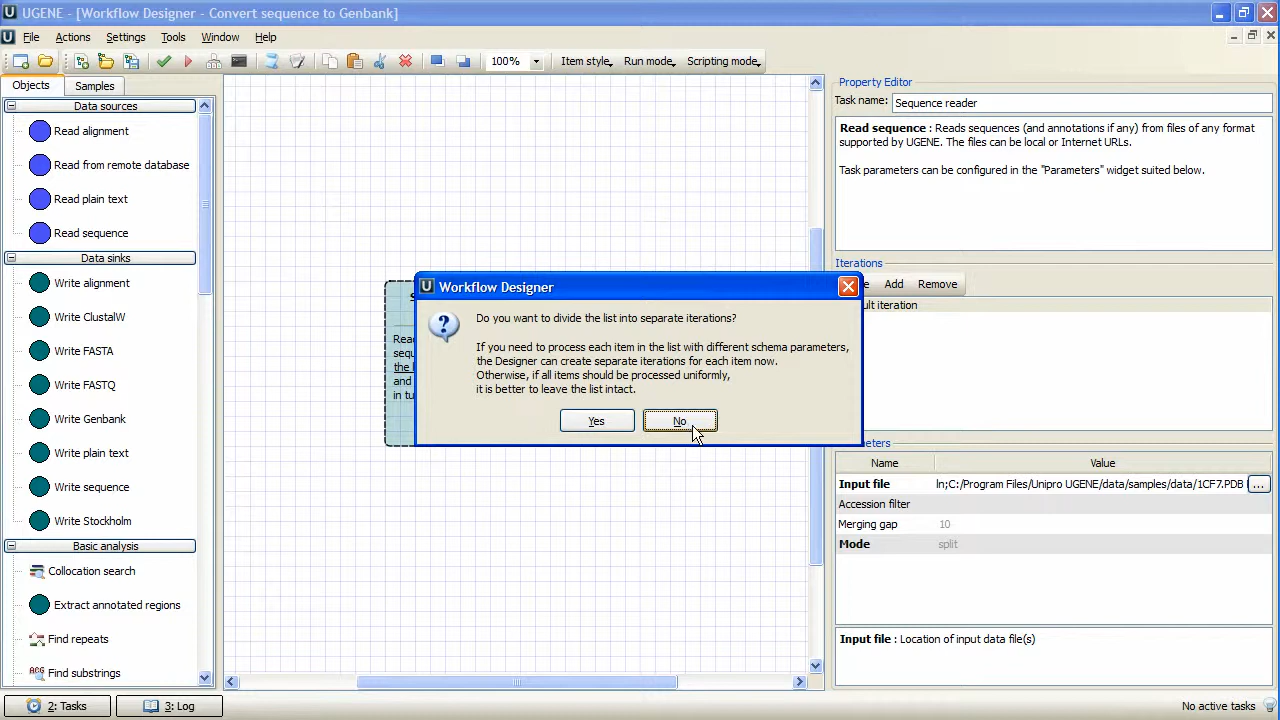 UGENE - [Workflow Designer - Convert sequence to Genbank]
File Actions Settings Tools Window Help
100% Item style Run mode Scripting mode
Objects Samples
Data sources
Read alignment
Read from remote database
Read plain text
Read sequence
Data sinks
Write alignment
Write ClustalW
Write FASTA
Write FASTQ
Write Genbank
Write plain text
Write sequence
Write Stockholm
Basic analysis
Collocation search
Extract annotated regions
Find repeats
Find substrings
Workflow Designer
Do you want to divide the list into separate iterations?
If you need to process each item in the list with different schema parameters,
the Designer can create separate iterations for each item now.
Otherwise, if all items should be processed uniformly,
it is better to leave the list intact.
Yes No
Property Editor
Task name: Sequence reader
Read sequence : Reads sequences (and annotations if any) from files of any format
supported by UGENE. The files can be local or Internet URLs.
Task parameters can be configured in the "Parameters" widget suited below.
Iterations
Add Remove
ult iteration
meters
Name Value
Input file ln;C:/Program Files/Unipro UGENE/data/samples/data/1CF7.PDB ...
Accession filter
Merging gap 10
Mode split
Input file : Location of input data file(s)
2: Tasks 3: Log No active tasks